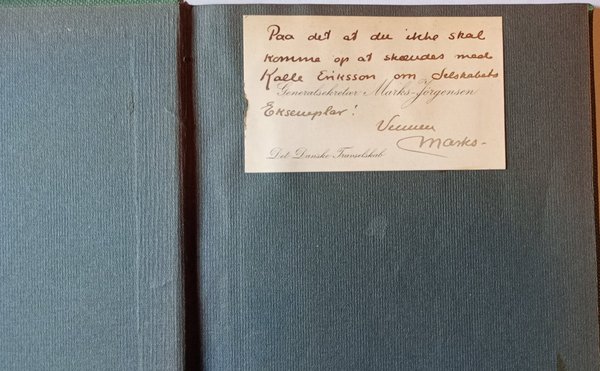 Paa det at du ikke skal
komme op at skændes med
Kalle Eriksson om Selskabets
Generalsekretær Marks-Jørgensen
Eksemplar!
Vennen
Marks-
Det Danske Travselskab